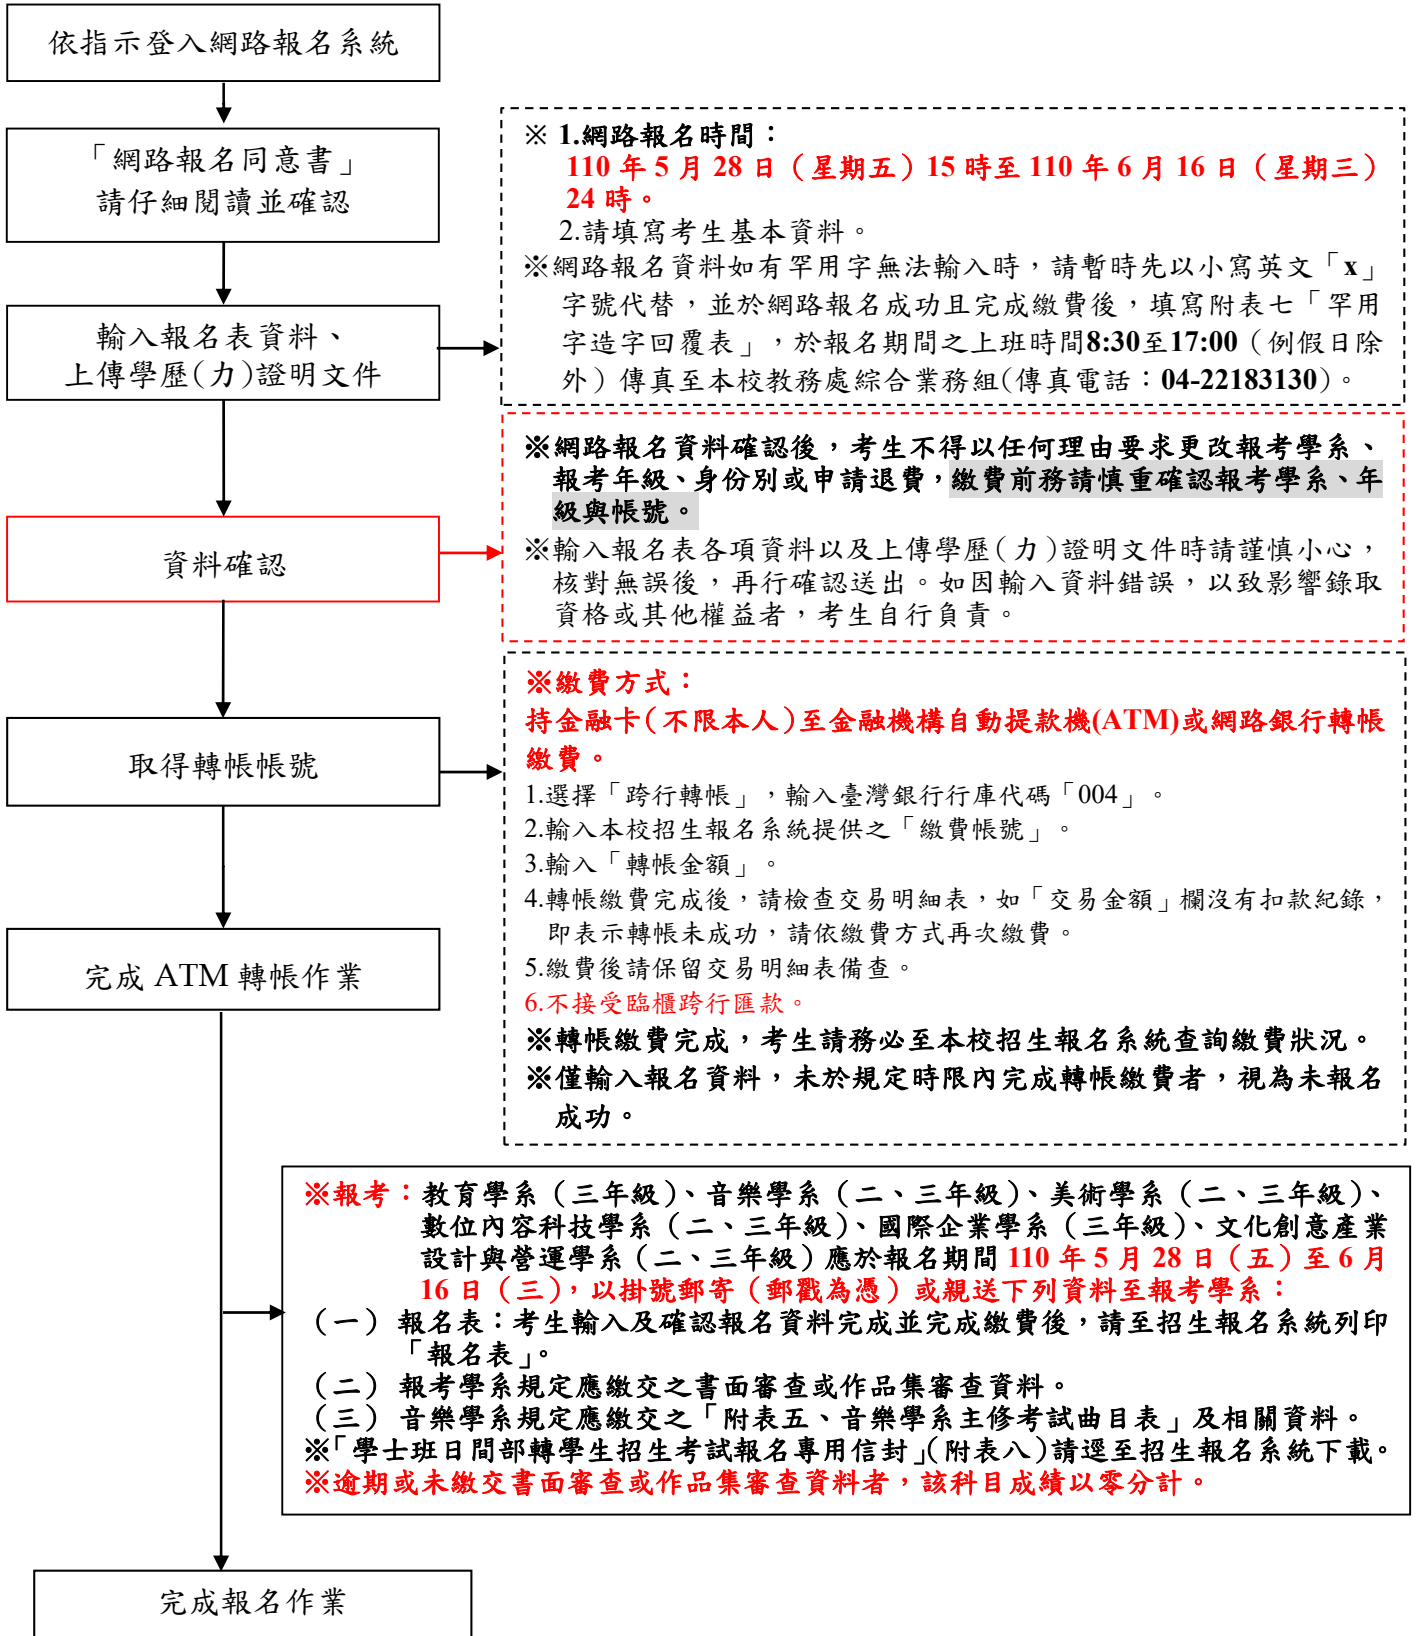 依指示登入網路報名系統
「網路報名同意書」
請仔細閱讀並確認
輸入報名表資料、
上傳學歷(力)證明文件
※ 1.網路報名時間：
110 年 5 月 28 日（星期五）15 時至 110 年 6 月 16 日（星期三）
24 時。
2.請填寫考生基本資料。
※網路報名資料如有罕用字無法輸入時，請暫時先以小寫英文「x」
字號代替，並於網路報名成功且完成繳費後，填寫附表七「罕用
字造字回覆表」，於報名期間之上班時間8:30至17:00（例假日除
外）傳真至本校教務處綜合業務組(傳真電話：04-22183130)。
資料確認
※網路報名資料確認後，考生不得以任何理由要求更改報考學系、
報考年級、身份別或申請退費，繳費前務請慎重確認報考學系、年
級與帳號。
※輸入報名表各項資料以及上傳學歷(力)證明文件時請謹慎小心，
核對無誤後，再行確認送出。如因輸入資料錯誤，以致影響錄取
資格或其他權益者，考生自行負責。
取得轉帳帳號
※繳費方式：
持金融卡(不限本人)至金融機構自動提款機(ATM)或網路銀行轉帳
繳費。
1.選擇「跨行轉帳」，輸入臺灣銀行行庫代碼「004」。
2.輸入本校招生報名系統提供之「繳費帳號」。
3.輸入「轉帳金額」。
4.轉帳繳費完成後，請檢查交易明細表，如「交易金額」欄沒有扣款紀錄，
即表示轉帳未成功，請依繳費方式再次繳費。
5.繳費後請保留交易明細表備查。
6.不接受臨櫃跨行匯款。
※轉帳繳費完成，考生請務必至本校招生報名系統查詢繳費狀況。
※僅輸入報名資料，未於規定時限內完成轉帳繳費者，視為未報名
成功。
完成 ATM 轉帳作業
※報考：教育學系（三年級）、音樂學系（二、三年級）、美術學系（二、三年級）、
數位內容科技學系（二、三年級）、國際企業學系（三年級）、文化創意產業
設計與營運學系（二、三年級）應於報名期間 110 年 5 月 28 日（五）至 6 月
16 日（三），以掛號郵寄（郵戳為憑）或親送下列資料至報考學系：
（一） 報名表：考生輸入及確認報名資料完成並完成繳費後，請至招生報名系統列印
「報名表」。
（二） 報考學系規定應繳交之書面審查或作品集審查資料。
（三） 音樂學系規定應繳交之「附表五、音樂學系主修考試曲目表」及相關資料。
※「學士班日間部轉學生招生考試報名專用信封」(附表八)請逕至招生報名系統下載。
※逾期或未繳交書面審查或作品集審查資料者，該科目成績以零分計。
完成報名作業